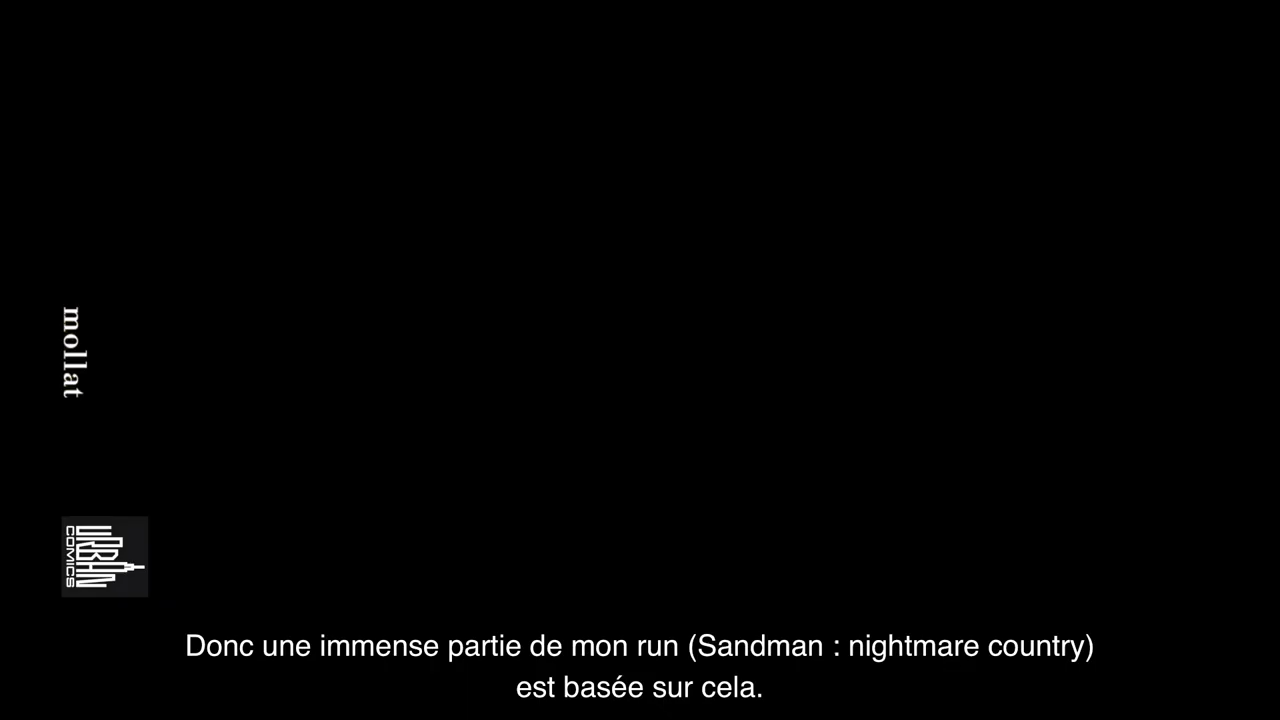 mollat
URBAN
COMICS
Donc une immense partie de mon run (Sandman : nightmare country)
est basée sur cela.